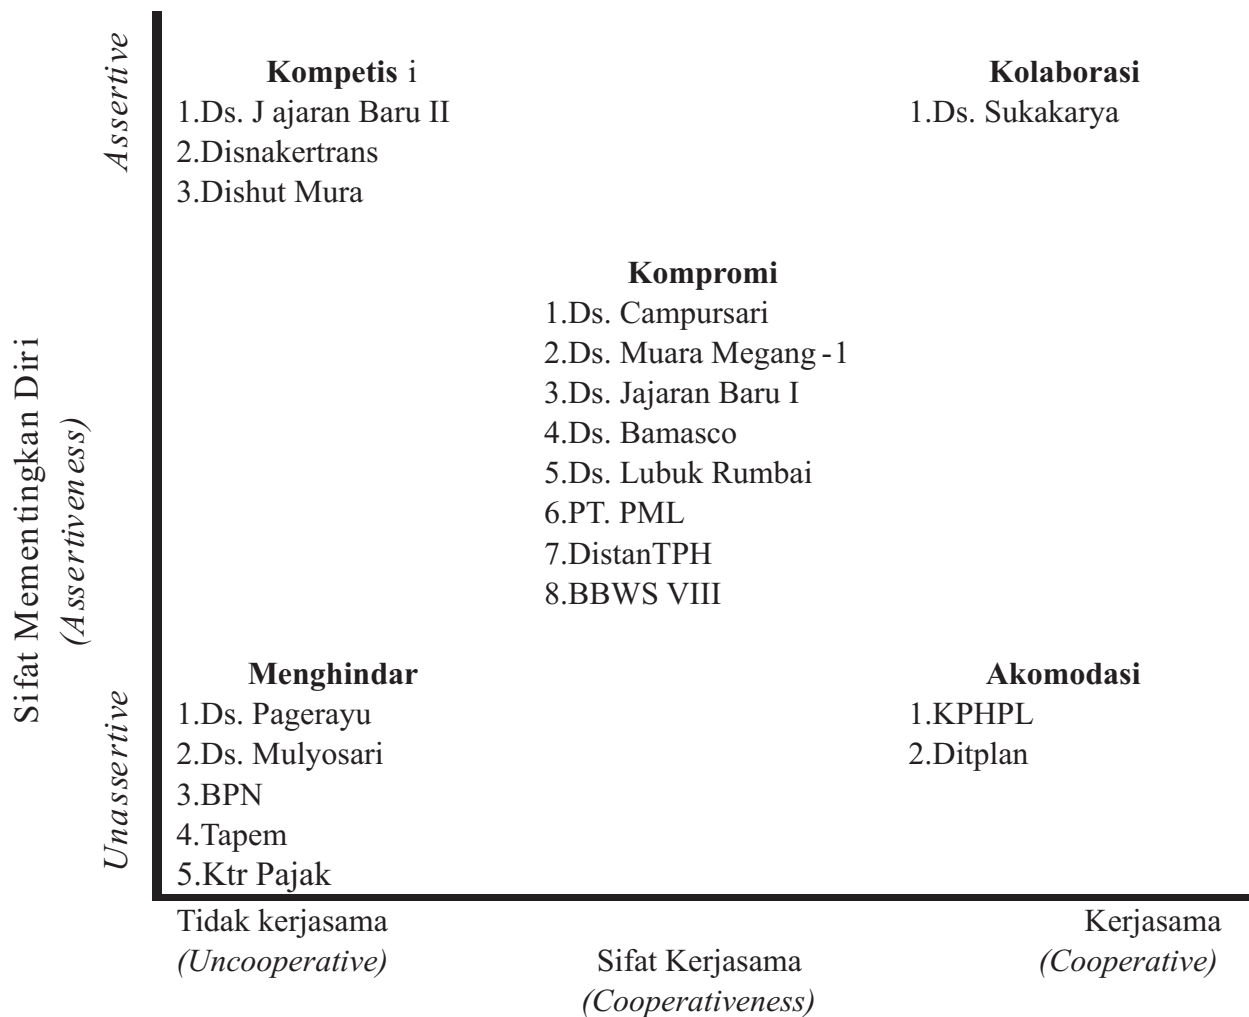 Assertive
Kompetis i
1.Ds. J ajaran Baru II
2.Disnakertrans
3.Dishut Mura
Kolaborasi
1.Ds. Sukakarya
Kompromi
1.Ds. Campursari
2.Ds. Muara Megang -1
3.Ds. Jajaran Baru I
4.Ds. Bamasco
5.Ds. Lubuk Rumbai
6.PT. PML
7.DistanTPH
8.BBWS VIII
Sifat Mementingkan Diri
(Assertiveness)
Unassertive
Menghindar
1.Ds. Pagerayu
2.Ds. Mulyosari
3.BPN
4.Tapem
5.Ktr Pajak
Akomodasi
1.KPHPL
2.Ditplan
Tidak kerjasama
(Uncooperative)
Sifat Kerjasama
(Cooperativeness)
Kerjasama
(Cooperative)